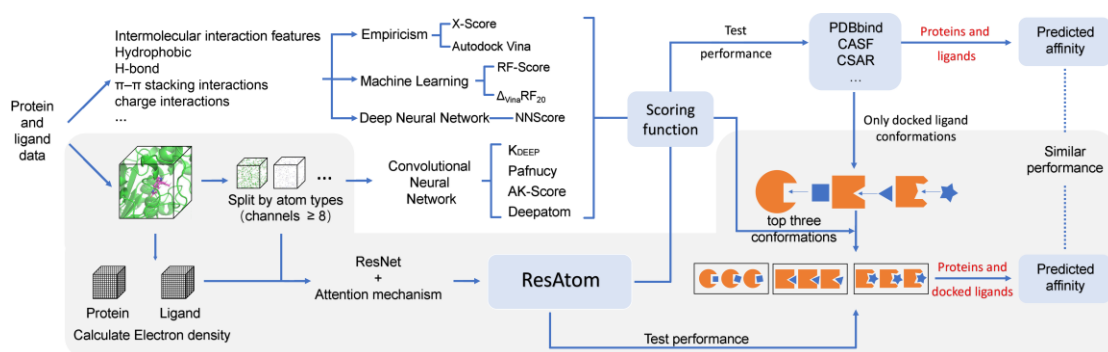 Protein
and
ligand
data
Intermolecular interaction features
Hydrophobic
H-bond
π–π stacking interactions
charge interactions
...
Empiricism
X-Score
Autodock Vina
Machine Learning
RF-Score
ΔVinaRF20
Deep Neural Network
NNScore
Split by atom types
(channels ≥ 8)
...
Convolutional
Neural
Network
KDEEP
Pafnucy
AK-Score
Deepatom
Protein
Ligand
Calculate Electron density
ResNet
+
Attention mechanism
ResAtom
Scoring
function
Test
performance
PDBbind
CASF
CSAR
...
Proteins and
ligands
Predicted
affinity
Only docked ligand
conformations
Similar
performance
top three
conformations
Proteins and
docked ligands
Predicted
affinity
Test performance